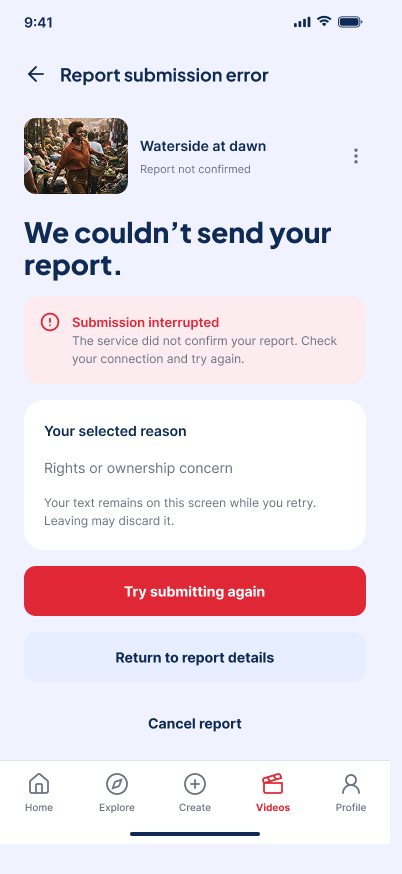 9:41
Report submission error
Waterside at dawn
Report not confirmed
We couldn’t send your
report.
Submission interrupted
The service did not confirm your report. Check
your connection and try again.
Your selected reason
Rights or ownership concern
Your text remains on this screen while you retry.
Leaving may discard it.
Try submitting again
Return to report details
Cancel report
Home
Explore
Create
Videos
Profile